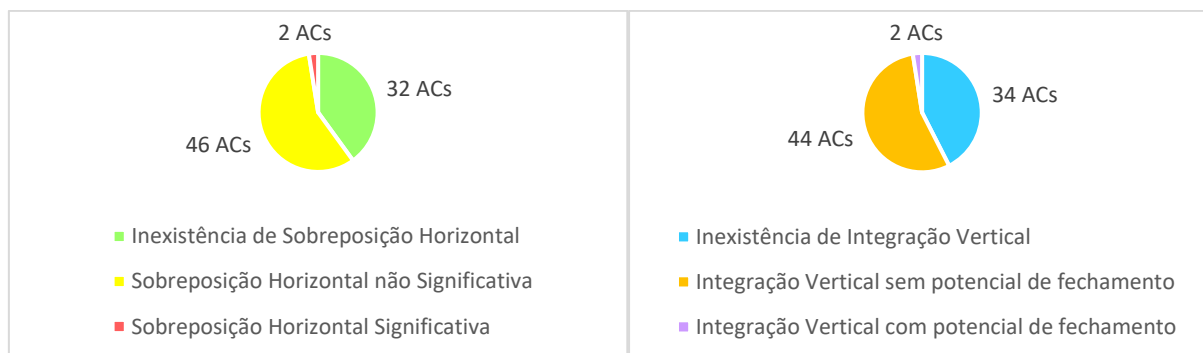 2 ACs
32 ACs
46 ACs
Inexistência de Sobreposição Horizontal
Sobreposição Horizontal não Significativa
Sobreposição Horizontal Significativa
2 ACs
34 ACs
44 ACs
Inexistência de Integração Vertical
Integração Vertical sem potencial de fechamento
Integração Vertical com potencial de fechamento